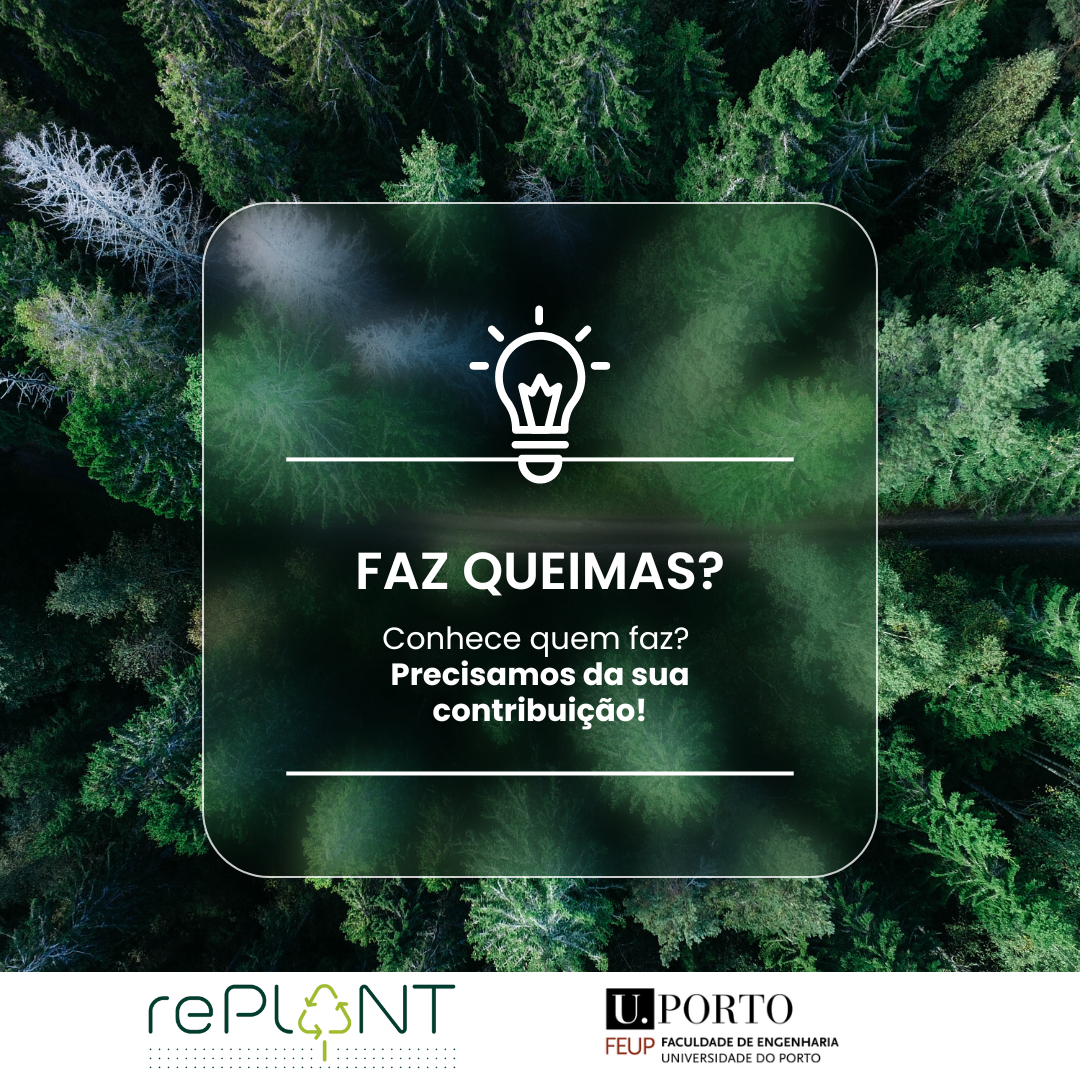 FAZ QUEIMAS?
Conhece quem faz?
Precisamos da sua
contribuição!
rePLANT
U. PORTO
FEUP FACULDADE DE ENGENHARIA
UNIVERSIDADE DO PORTO